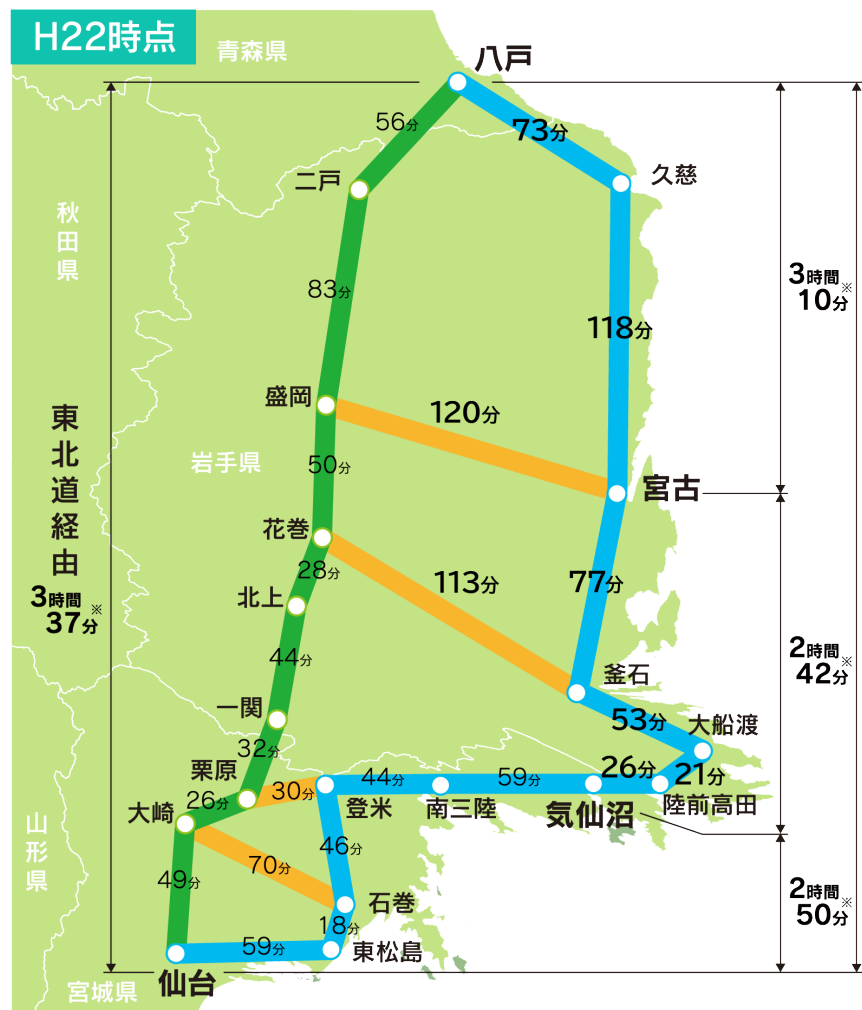 H22時点
青森県
八戸
56分
73分
二戸
久慈
秋田県
83分
118分
3時間
10分※
盛岡
120分
東北道経由
3時間
37分※
岩手県
50分
宮古
花巻
28分
113分
77分
北上
44分
2時間
42分※
釜石
一関
53分
大船渡
32分
栗原
30分
44分
59分
26分
21分
26分
大崎
登米
南三陸
気仙沼
陸前高田
山形県
46分
70分
49分
石巻
2時間
50分※
18分
59分
東松島
仙台
宮城県